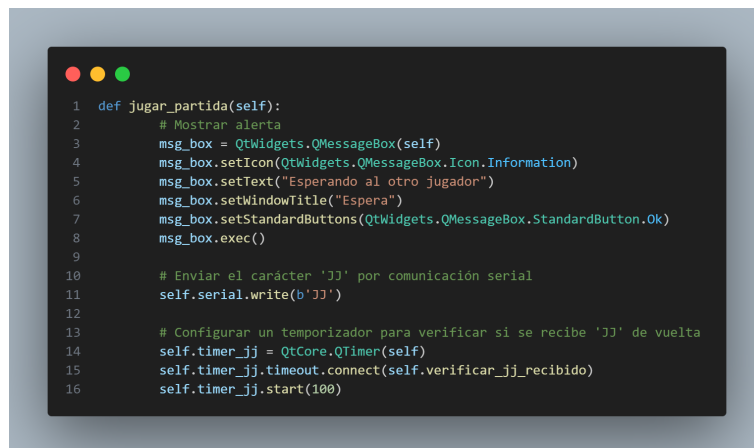 1 def jugar_partida(self):
2         # Mostrar alerta
3         msg_box = QtWidgets.QMessageBox(self)
4         msg_box.setIcon(QtWidgets.QMessageBox.Icon.Information)
5         msg_box.setText("Esperando al otro jugador")
6         msg_box.setWindowTitle("Espera")
7         msg_box.setStandardButtons(QtWidgets.QMessageBox.StandardButton.Ok)
8         msg_box.exec()
9
10         # Enviar el carácter 'JJ' por comunicación serial
11         self.serial.write(b'JJ')
12
13         # Configurar un temporizador para verificar si se recibe 'JJ' de vuelta
14         self.timer_jj = QtCore.QTimer(self)
15         self.timer_jj.timeout.connect(self.verificar_jj_recibido)
16         self.timer_jj.start(100)